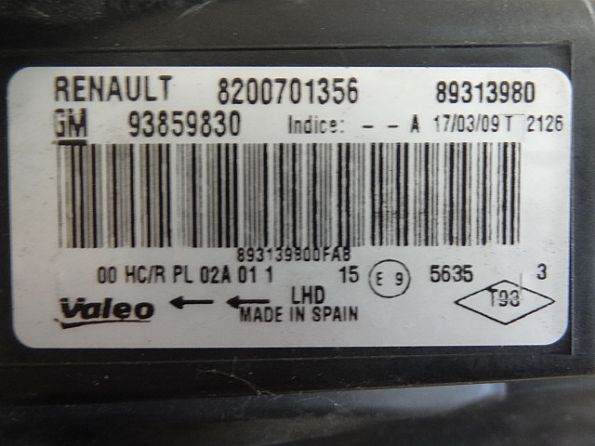 RENAULT 8200701356 89313980
GM 93859830 Indice: - - A 17/03/09 T 2126
893139900FAB
00 HC/R PL 02A 01 1 15 E 9 5635 3
Valeo ← ← LHD T93
MADE IN SPAIN